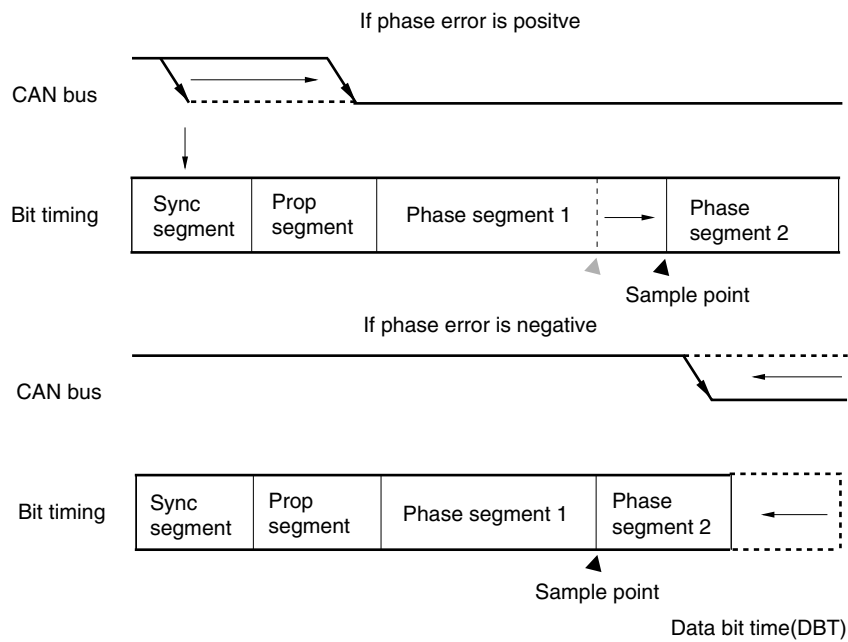 If phase error is positve
CAN bus
Bit timing
Sync
segment
Prop
segment
Phase segment 1
Phase
segment 2
Sample point
If phase error is negative
CAN bus
Bit timing
Sync
segment
Prop
segment
Phase segment 1
Phase
segment 2
Sample point
Data bit time(DBT)